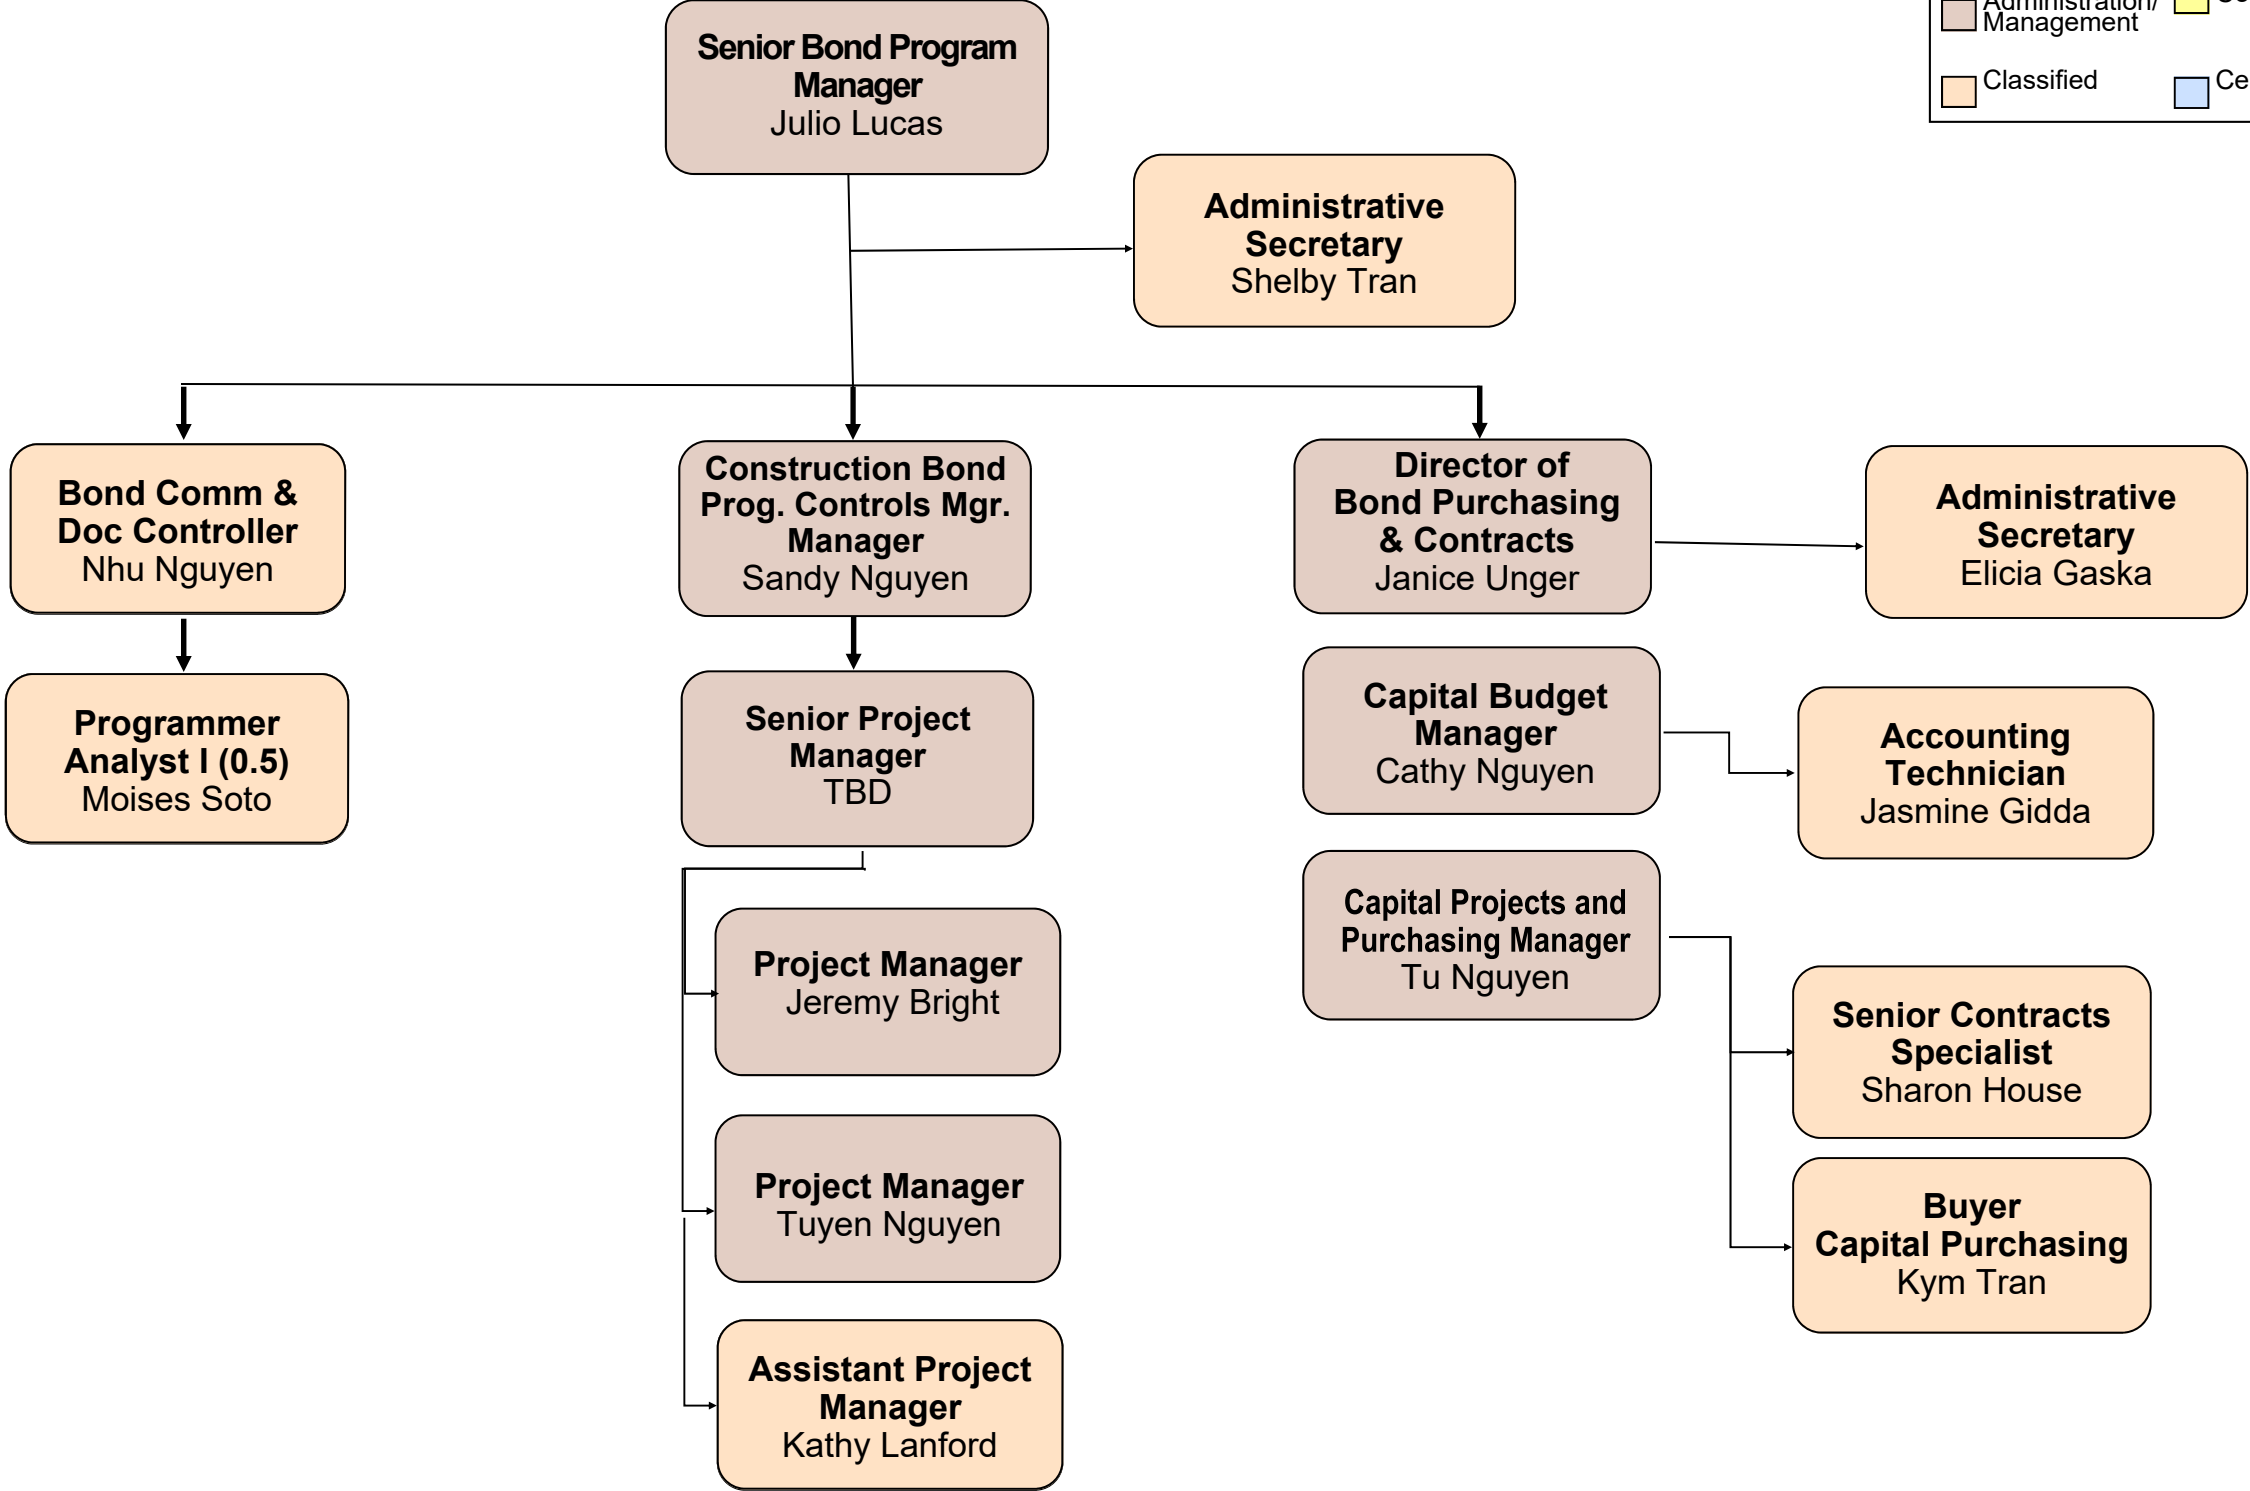 Administration/
Management
Classified
Senior Bond Program
Manager
Julio Lucas
Administrative
Secretary
Shelby Tran
Bond Comm &
Doc Controller
Nhu Nguyen
Construction Bond
Prog. Controls Mgr.
Manager
Sandy Nguyen
Director of
Bond Purchasing
& Contracts
Janice Unger
Administrative
Secretary
Elicia Gaska
Programmer
Analyst I (0.5)
Moises Soto
Senior Project
Manager
TBD
Capital Budget
Manager
Cathy Nguyen
Accounting
Technician
Jasmine Gidda
Capital Projects and
Purchasing Manager
Tu Nguyen
Project Manager
Jeremy Bright
Senior Contracts
Specialist
Sharon House
Project Manager
Tuyen Nguyen
Buyer
Capital Purchasing
Kym Tran
Assistant Project
Manager
Kathy Lanford